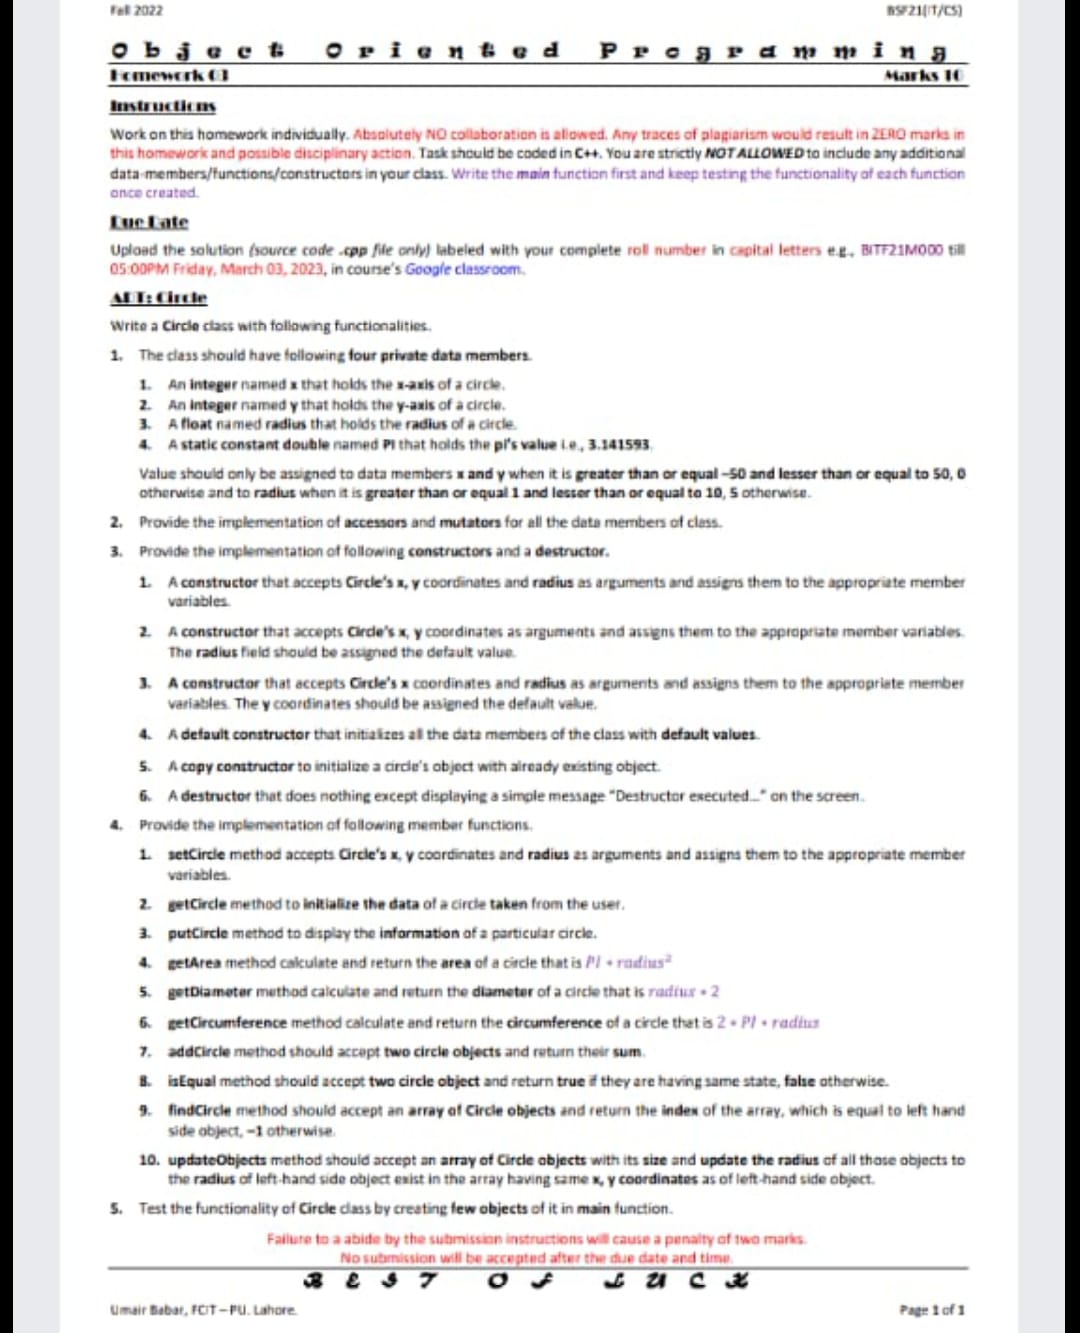 Fall 2022
BSF21(IT/CS)
Object Oriented Programming
Homework 03
Marks 10
Instructions
Work on this homework individually. Absolutely NO collaboration is allowed. Any traces of plagiarism would result in ZERO marks in
this homework and possible disciplinary action. Task should be coded in C++. You are strictly NOT ALLOWED to include any additional
data-members/functions/constructors in your class. Write the main function first and keep testing the functionality of each function
once created.
Due Date
Upload the solution (source code .cpp file only) labeled with your complete roll number in capital letters e.g., BITF21M000 till
05:00PM Friday, March 03, 2023, in course's Google classroom.
ADT: Circle
Write a Circle class with following functionalities.
1. The class should have following four private data members.
1. An integer named x that holds the x-axis of a circle.
2. An integer named y that holds the y-axis of a circle.
3. A float named radius that holds the radius of a circle.
4. A static constant double named PI that holds the pi's value i.e., 3.141593.
Value should only be assigned to data members x and y when it is greater than or equal -50 and lesser than or equal to 50, 0
otherwise and to radius when it is greater than or equal 1 and lesser than or equal to 10, 5 otherwise.
2. Provide the implementation of accessors and mutators for all the data members of class.
3. Provide the implementation of following constructors and a destructor.
1. A constructor that accepts Circle's x, y coordinates and radius as arguments and assigns them to the appropriate member
variables.
2. A constructor that accepts Circle's x, y coordinates as arguments and assigns them to the appropriate member variables.
The radius field should be assigned the default value.
3. A constructor that accepts Circle's x coordinates and radius as arguments and assigns them to the appropriate member
variables. The y coordinates should be assigned the default value.
4. A default constructor that initializes all the data members of the class with default values.
5. A copy constructor to initialize a circle's object with already existing object.
6. A destructor that does nothing except displaying a simple message "Destructor executed..." on the screen.
4. Provide the implementation of following member functions.
1. setCircle method accepts Circle's x, y coordinates and radius as arguments and assigns them to the appropriate member
variables.
2. getCircle method to initialize the data of a circle taken from the user.
3. putCircle method to display the information of a particular circle.
4. getArea method calculate and return the area of a circle that is PI * radius²
5. getDiameter method calculate and return the diameter of a circle that is radius * 2
6. getCircumference method calculate and return the circumference of a circle that is 2 * PI * radius
7. addCircle method should accept two circle objects and return their sum.
8. isEqual method should accept two circle object and return true if they are having same state, false otherwise.
9. findCircle method should accept an array of Circle objects and return the index of the array, which is equal to left hand
side object, -1 otherwise.
10. updateObjects method should accept an array of Circle objects with its size and update the radius of all those objects to
the radius of left-hand side object exist in the array having same x, y coordinates as of left-hand side object.
5. Test the functionality of Circle class by creating few objects of it in main function.
Failure to a abide by the submission instructions will cause a penalty of two marks.
No submission will be accepted after the due date and time.
BEST OF LUCK
Umair Babar, FCIT – PU. Lahore.
Page 1 of 1